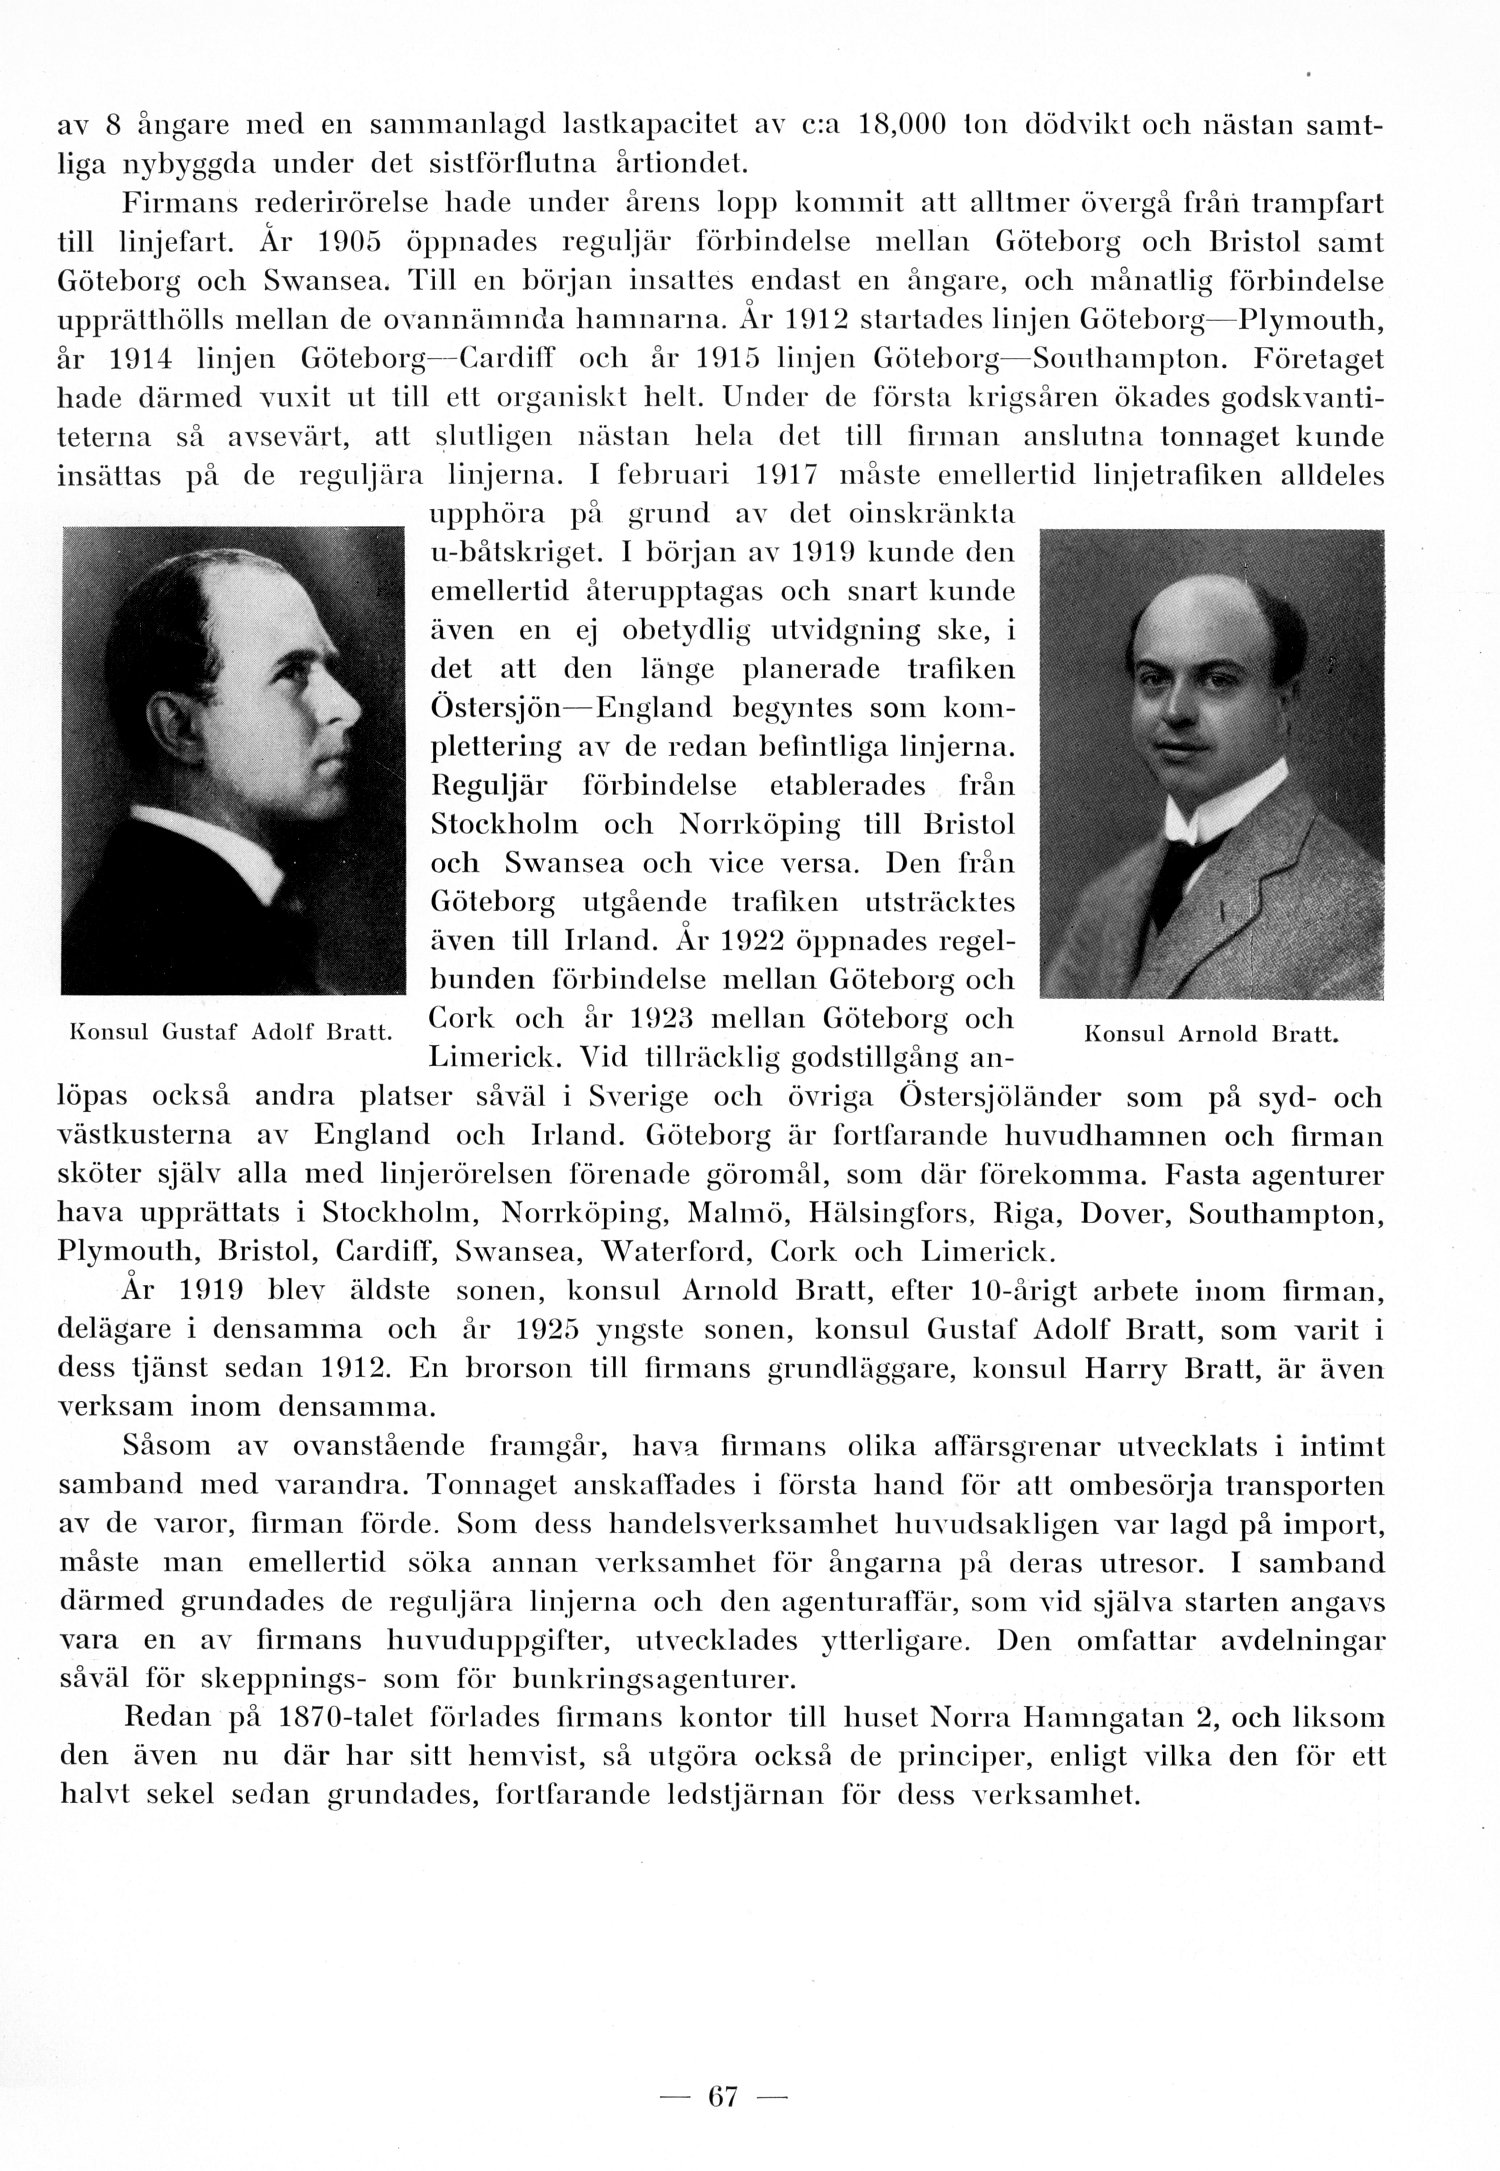 av 8 ångare med en sammanlagd lastkapacitet av c:a 18,000 ton dödvikt och nästan samt-
liga nybyggda under det sistförflutna årtiondet.
Firmans rederirörelse hade under årens lopp kommit att alltmer övergå från trampfart
till linjefart. År 1905 öppnades reguljär förbindelse mellan Göteborg och Bristol samt
Göteborg och Swansea. Till en början insattes endast en ångare, och månatlig förbindelse
upprätthölls mellan de ovannämnda hamnarna. År 1912 startades linjen Göteborg—Plymouth,
år 1914 linjen Göteborg—Cardiff och år 1915 linjen Göteborg—Southampton. Företaget
hade därmed vuxit ut till ett organiskt helt. Under de första krigsåren ökades godskvanti-
teterna så avsevärt, att slutligen nästan hela det till firman anslutna tonnaget kunde
insättas på de reguljära linjerna. I februari 1917 måste emellertid linjetrafiken alldeles
upphöra på grund av det oinskränkta
u-båtskriget. I början av 1919 kunde den
emellertid återupptagas och snart kunde
även en ej obetydlig utvidgning ske, i
det att den länge planerade trafiken
Östersjön—England begyntes som kom-
plettering av de redan befintliga linjerna.
Reguljär förbindelse etablerades från
Stockholm och Norrköping till Bristol
och Swansea och vice versa. Den från
Göteborg utgående trafiken utsträcktes
även till Irland. År 1922 öppnades regel-
bunden förbindelse mellan Göteborg och
Cork och år 1923 mellan Göteborg och
Limerick. Vid tillräcklig godstillgång an-
Konsul Gustaf Adolf Bratt.
Konsul Arnold Bratt.
löpas också andra platser såväl i Sverige och övriga Östersjöländer som på syd- och
västkusterna av England och Irland. Göteborg är fortfarande huvudhamnen och firman
sköter själv alla med linjerörelsen förenade göromål, som där förekomma. Fasta agenturer
hava upprättats i Stockholm, Norrköping, Malmö, Hälsingfors, Riga, Dover, Southampton,
Plymouth, Bristol, Cardiff, Swansea, Waterford, Cork och Limerick.
År 1919 blev äldste sonen, konsul Arnold Bratt, efter 10-årigt arbete inom firman,
delägare i densamma och år 1925 yngste sonen, konsul Gustaf Adolf Bratt, som varit i
dess tjänst sedan 1912. En brorson till firmans grundläggare, konsul Harry Bratt, är även
verksam inom densamma.
Såsom av ovanstående framgår, hava firmans olika affärsgrenar utvecklats i intimt
samband med varandra. Tonnaget anskaffades i första hand för att ombesörja transporten
av de varor, firman förde. Som dess handelsverksamhet huvudsakligen var lagd på import,
måste man emellertid söka annan verksamhet för ångarna på deras utresor. I samband
därmed grundades de reguljära linjerna och den agenturaffär, som vid själva starten angavs
vara en av firmans huvuduppgifter, utvecklades ytterligare. Den omfattar avdelningar
såväl för skeppnings- som för bunkringsagenturer.
Redan på 1870-talet förlades firmans kontor till huset Norra Hamngatan 2, och liksom
den även nu där har sitt hemvist, så utgöra också de principer, enligt vilka den för ett
halvt sekel sedan grundades, fortfarande ledstjärnan för dess verksamhet.
— 67 —